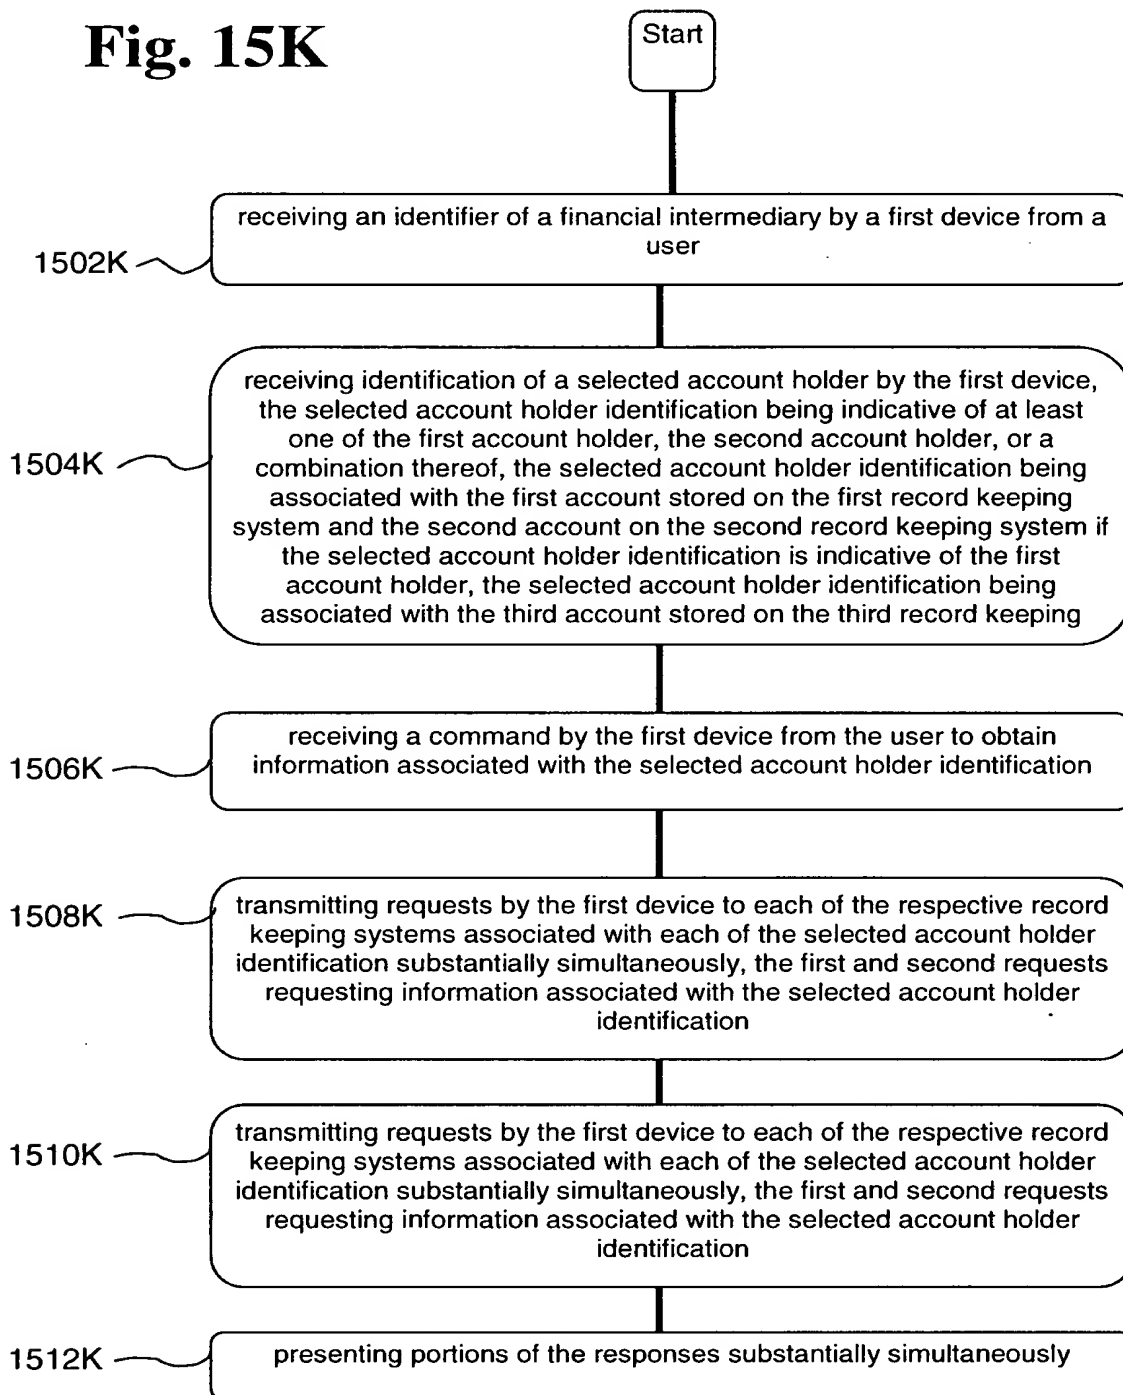 Fig. 15K
Start
receiving an identifier of a financial intermediary by a first device from a
user
1502K
receiving identification of a selected account holder by the first device,
the selected account holder identification being indicative of at least
one of the first account holder, the second account holder, or a
combination thereof, the selected account holder identification being
associated with the first account stored on the first record keeping
system and the second account on the second record keeping system if
the selected account holder identification is indicative of the first
account holder, the selected account holder identification being
associated with the third account stored on the third record keeping
1504K
receiving a command by the first device from the user to obtain
information associated with the selected account holder identification
1506K
transmitting requests by the first device to each of the respective record
keeping systems associated with each of the selected account holder
identification substantially simultaneously, the first and second requests
requesting information associated with the selected account holder
identification
1508K
transmitting requests by the first device to each of the respective record
keeping systems associated with each of the selected account holder
identification substantially simultaneously, the first and second requests
requesting information associated with the selected account holder
identification
1510K
presenting portions of the responses substantially simultaneously
1512K